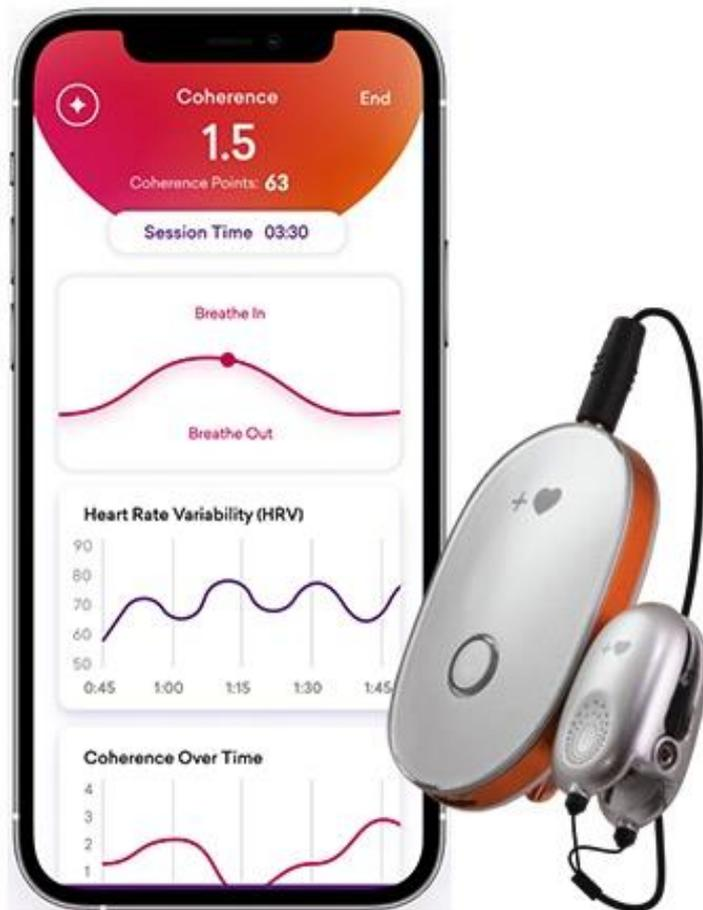 Coherence
End
1.5
Coherence Points: 63
Session Time 03:30
Breathe In
Breathe Out
Heart Rate Variability (HRV)
90
80
70
60
50
0:45 1:00 1:15 1:30 1:45
Coherence Over Time
4
3
2
1